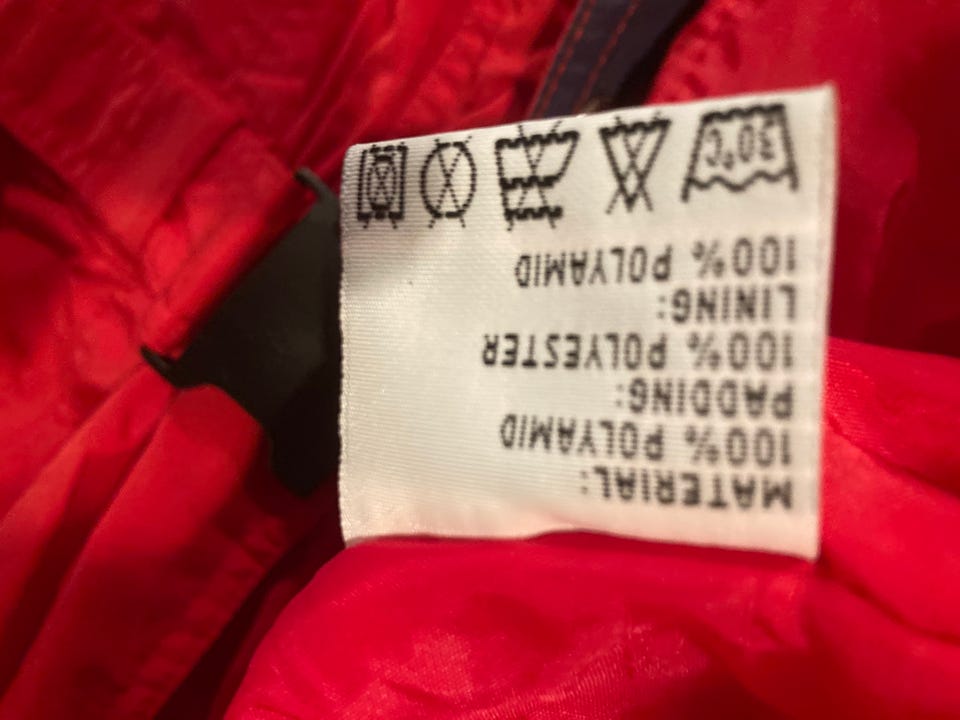 MATERIAL:
100% POLYAMID
PADDING:
100% POLYESTER
LINING:
100% POLYAMID
30°C